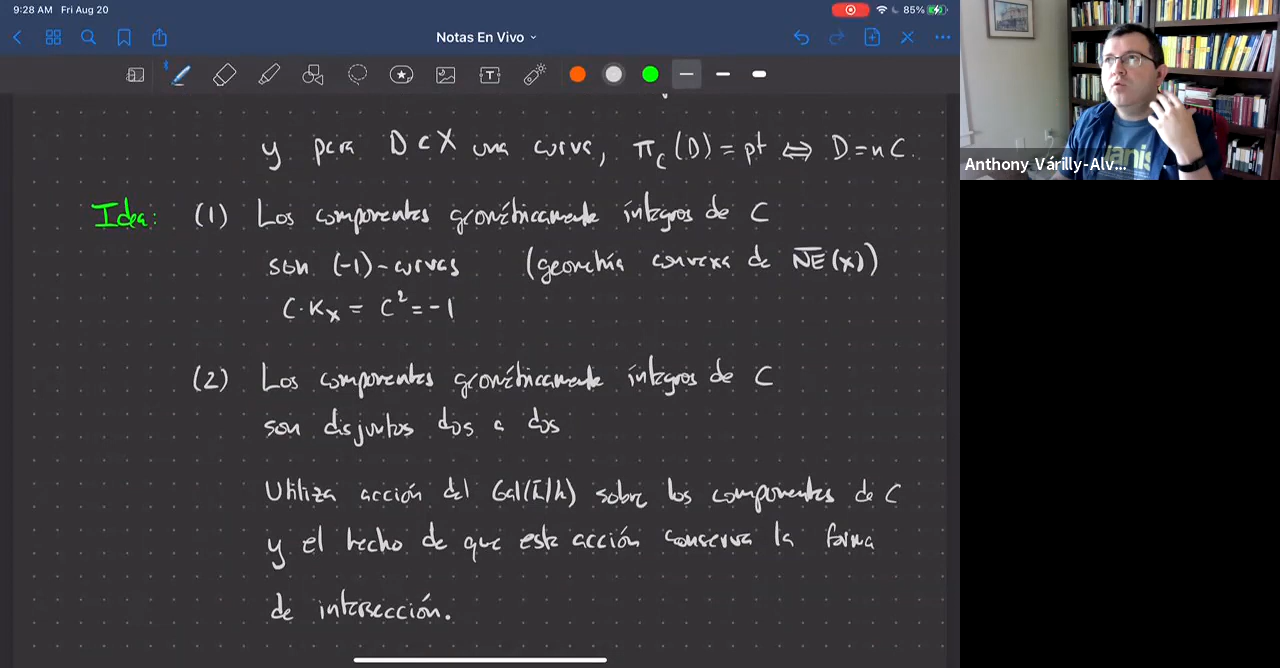 9:28 AM Fri Aug 20
85%
Notas En Vivo
Anthony Várilly-Alv...
y para D ⊂ X una curva, π_C(D) = pt ⟺ D = nC.
Idea: (1) Los componentes geométricamente íntegros de C
son (-1)-curvas (geometría convexa de N̅E̅(X))
C·K_X = C² = -1
(2) Los componentes geométricamente íntegros de C
son disjuntos dos a dos
Utiliza acción del Gal(k̄/k) sobre los componentes de C
y el hecho de que esta acción conserva la forma
de intersección.